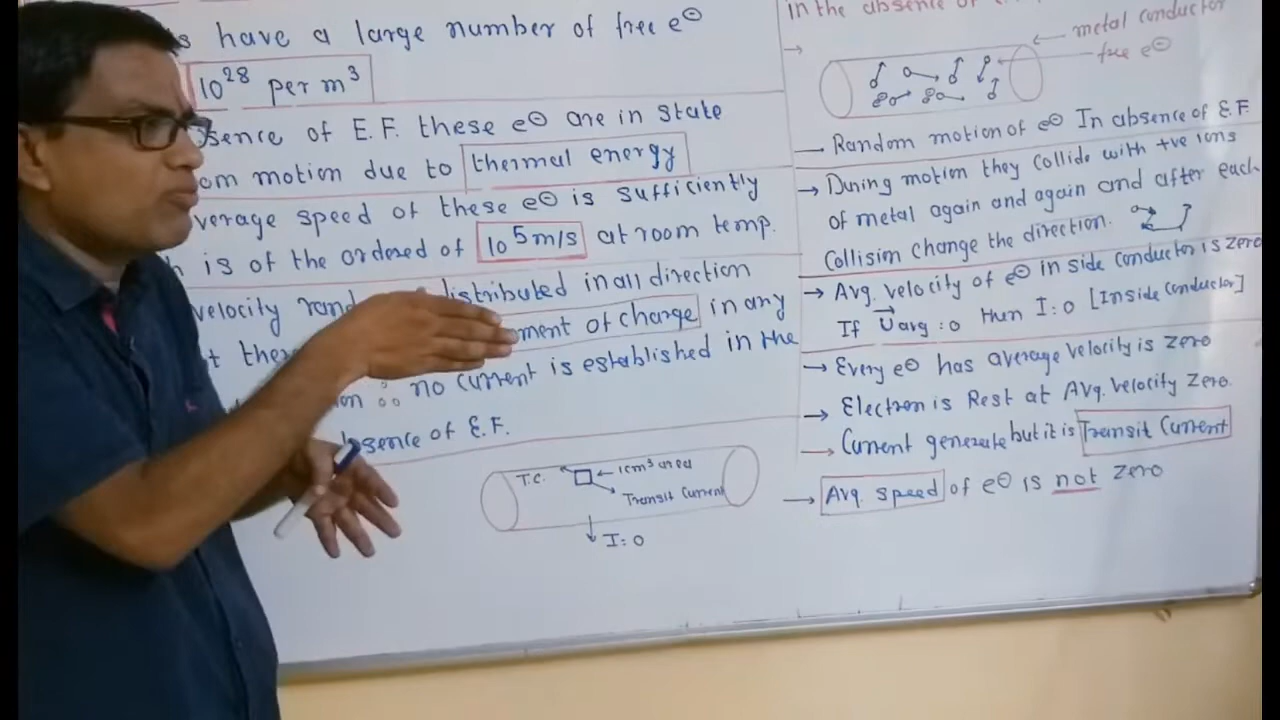 have a large number of free e⊖
10²⁸ per m³
sence of E.F. these e⊖ are in state
om motion due to thermal energy
verage speed of these e⊖ is sufficiently
h is of the ordered of 10⁵ m/s at room temp.
velocity distributed in all direction
ment of charge in any
no current is established in the
sence of E.F.
T.C.
1cm³ area
Transit Current
I:0
in the absence of
metal conductor
free e⊖
Random motion of e⊖ In absence of E.F.
→ During motion they Collide with +ve ions
of metal again and again and after each
Collision change the direction.
→ Avg. velocity of e⊖ in side conductor is zero
If U⃗avg :0 then I:0 [Inside conductor]
→ Every e⊖ has average velocity is zero
→ Electron is Rest at Avg. Velocity Zero.
→ Current generate but it is Transit Current
→ Avg. speed of e⊖ is not zero